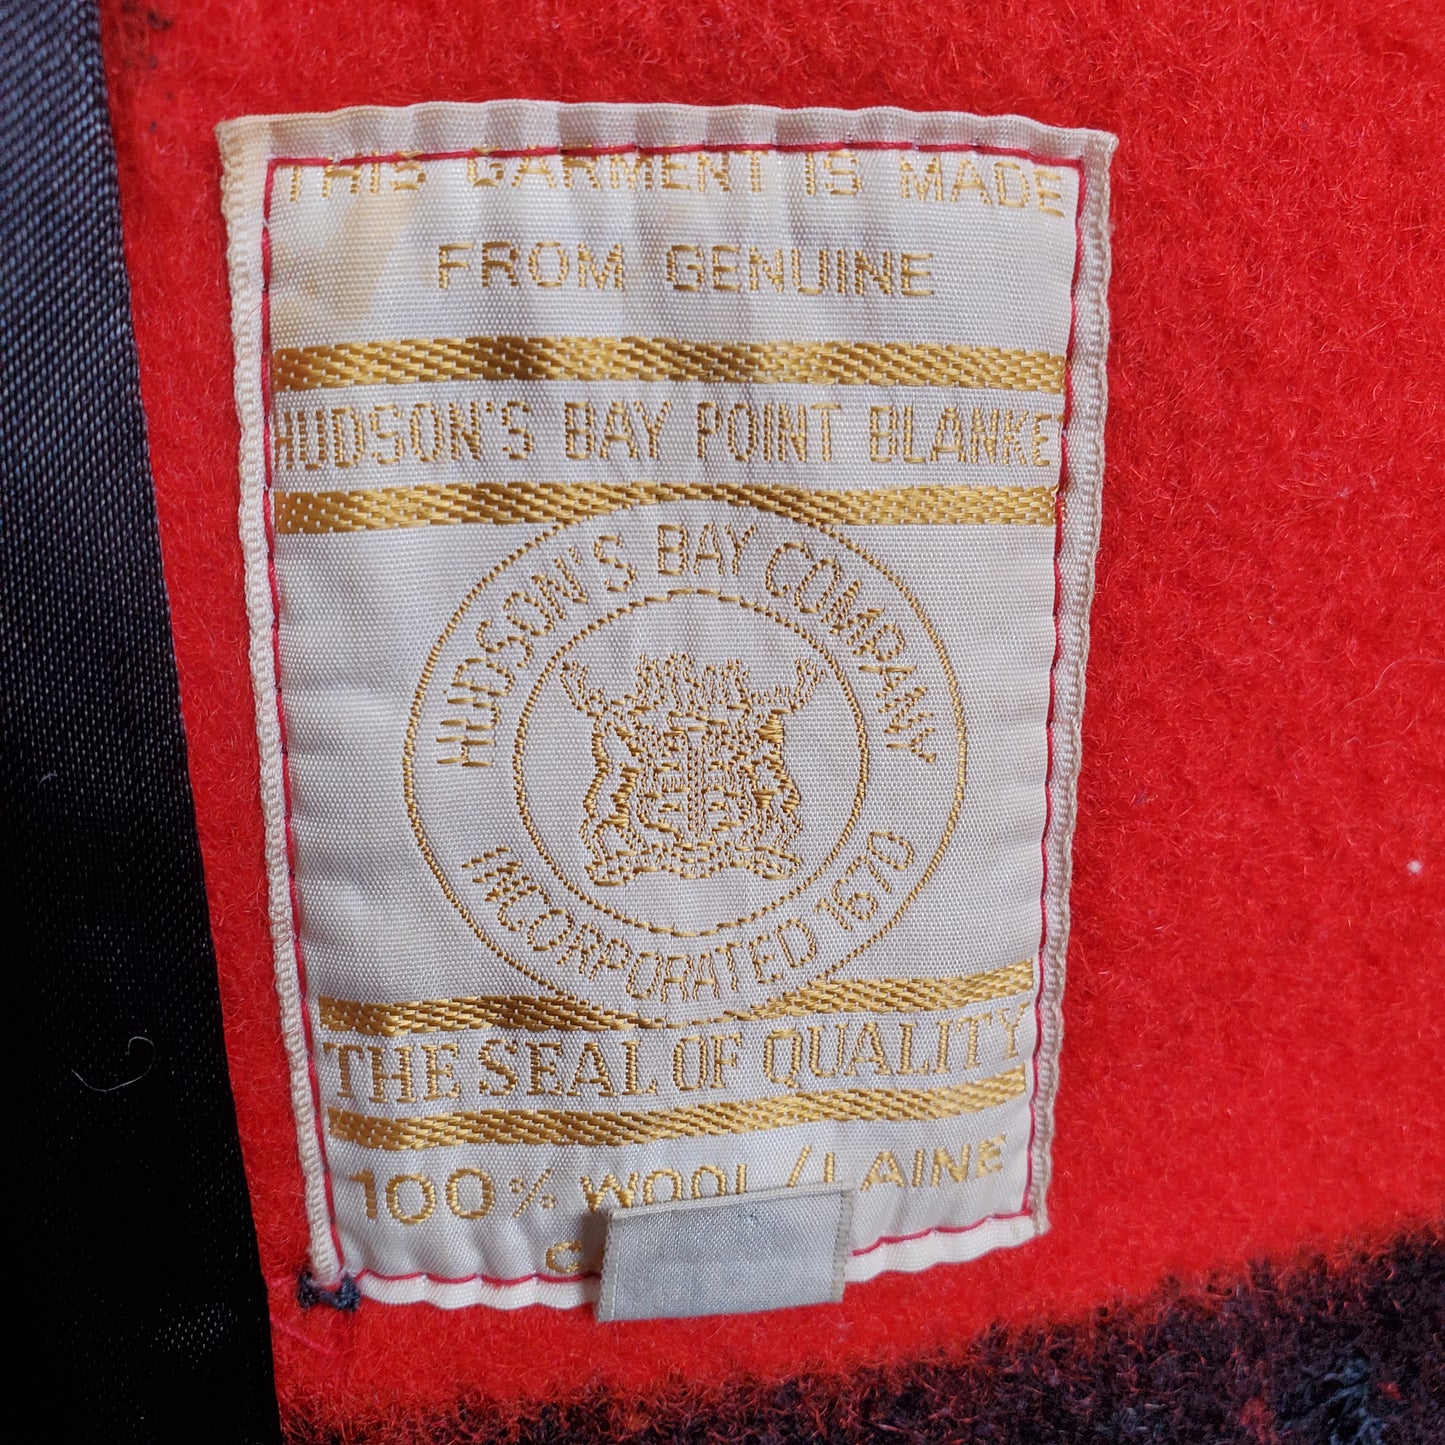 THIS GARMENT IS MADE
FROM GENUINE
HUDSON'S BAY POINT BLANKE
HUDSON'S BAY COMPANY
INCORPORATED 1670
THE SEAL OF QUALITY
100% WOOL/LAINE